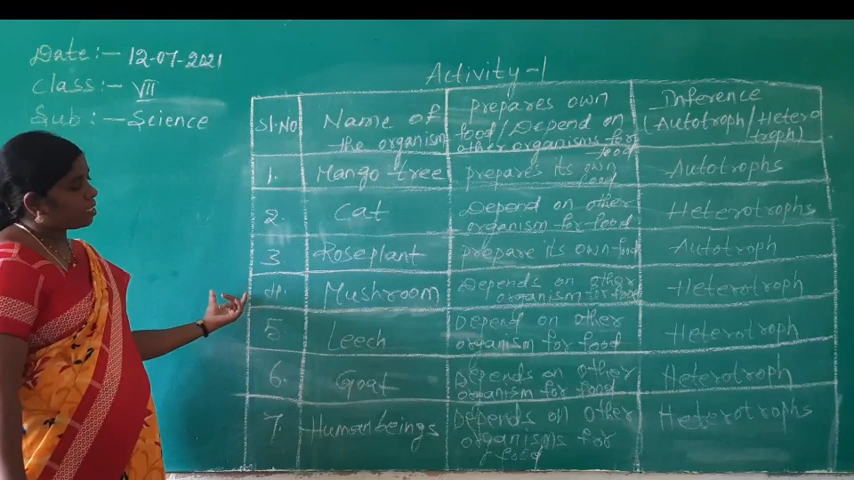 Date:- 12-07-2021
Class:- VII
Sub:- Science
Activity-1
Sl.No
Name of
the organism
prepares own
food/Depend on
other organisms for
food
Inference
(Autotroph/Hetero
troph)
1. Mango tree prepares its own Autotrophs
food
2. Cat Depend on other Heterotrophs
organism for food
3 Roseplant prepare its own food Autotroph
4. Mushroom Depends on other Heterotroph
organism for food
5 Leech Depend on other Heterotroph
organism for food
6. Goat Depends on other Heterotroph
organism for food
7. Human beings Depends on other Heterotrophs
organisms for
food